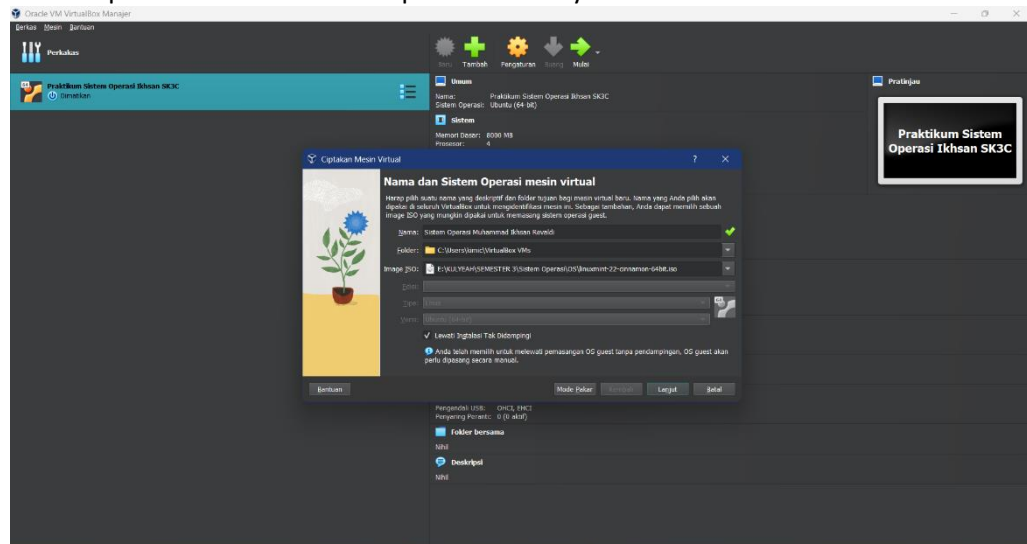 Oracle VM VirtualBox Manajer
Berkas Mesin Bantuan
Perkakas
Baru Tambah Pengaturan Buang Mulai
Praktikum Sistem Operasi Ikhsan SK3C
Dimatikan
Umum
Nama: Praktikum Sistem Operasi Ikhsan SK3C
Sistem Operasi: Ubuntu (64-bit)
Sistem
Memori Dasar: 8000 MB
Prosesor: 4
Pratinjau
Praktikum Sistem
Operasi Ikhsan SK3C
Ciptakan Mesin Virtual
Nama dan Sistem Operasi mesin virtual
Harap pilih suatu nama yang deskriptif dan folder tujuan bagi mesin virtual baru. Nama yang Anda pilih akan
dipakai di seluruh VirtualBox untuk mengidentifikasi mesin ini. Sebagai tambahan, Anda dapat memilih sebuah
image ISO yang mungkin dipakai untuk memasang sistem operasi guest.
Nama: Sistem Operasi Muhammad Ikhsan Revaldi
Folder: C:\Users\lomic\VirtualBox VMs
Image ISO: E:\KULYEAH\SEMESTER 3\Sistem Operasi\OS\linuxmint-22-cinnamon-64bit.iso
Edisi:
Tipe: Linux
Versi: Ubuntu (64-bit)
Lewati Instalasi Tak Didampingi
Anda telah memilih untuk melewati pemasangan OS guest tanpa pendampingan, OS guest akan
perlu dipasang secara manual.
Bantuan Mode Pakar Kembali Lanjut Batal
Pengendali USB: OHCI, EHCI
Penyaring Peranti: 0 (0 aktif)
Folder bersama
Nihil
Deskripsi
Nihil